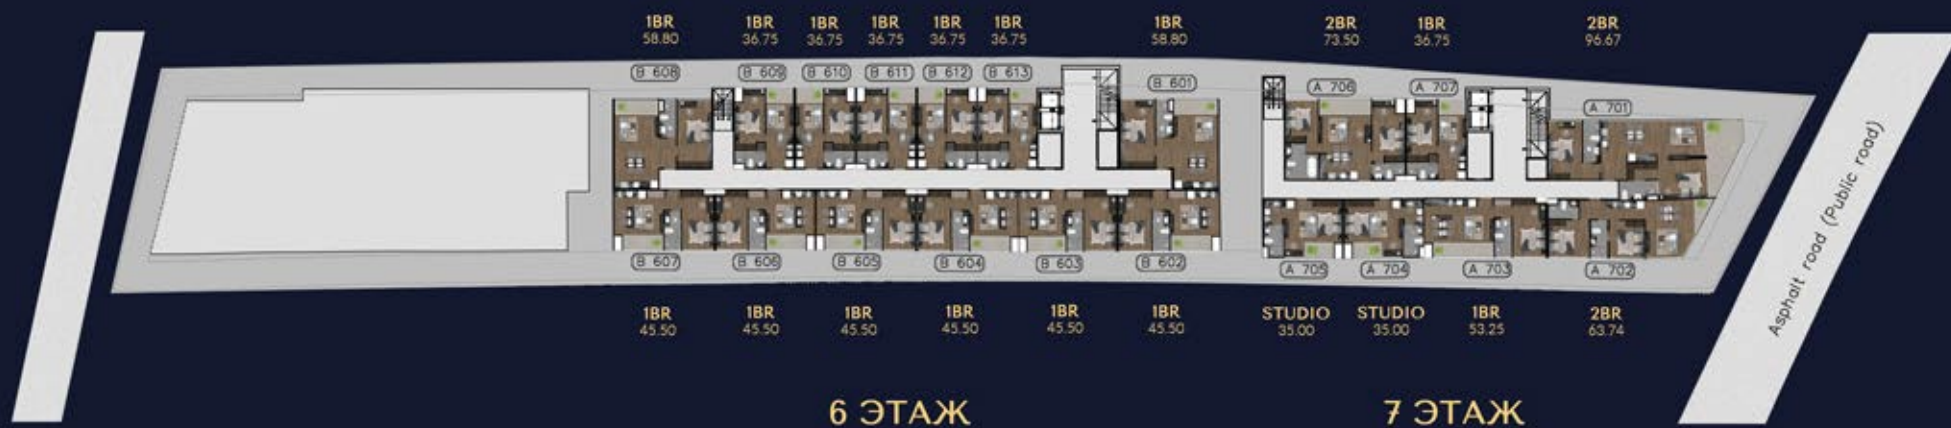 1BR
58.80
1BR
36.75
1BR
36.75
1BR
36.75
1BR
36.75
1BR
36.75
1BR
58.80
2BR
73.50
1BR
36.75
2BR
96.67
B 608
B 609
B 610
B 611
B 612
B 613
B 601
A 706
A 707
A 701
Asphalt road (Public road)
B 607
B 606
B 605
B 604
B 603
B 602
A 705
A 704
A 703
A 702
1BR
45.50
1BR
45.50
1BR
45.50
1BR
45.50
1BR
45.50
1BR
45.50
STUDIO
35.00
STUDIO
35.00
1BR
53.25
2BR
63.74
6 ЭТАЖ
7 ЭТАЖ